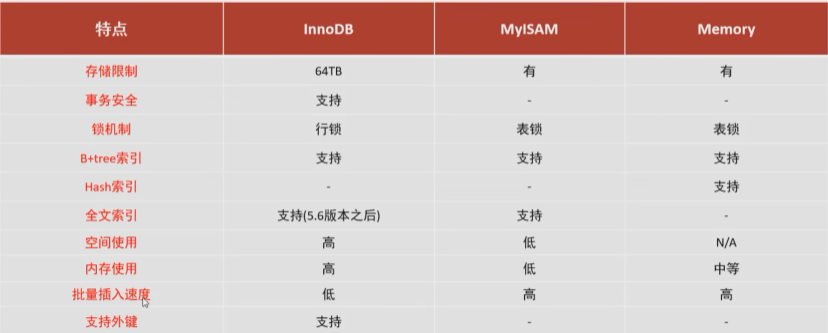 特点 InnoDB MyISAM Memory
存储限制 64TB 有 有
事务安全 支持 - -
锁机制 行锁 表锁 表锁
B+tree索引 支持 支持 支持
Hash索引 - - 支持
全文索引 支持(5.6版本之后) 支持 -
空间使用 高 低 N/A
内存使用 高 低 中等
批量插入速度 低 高 高
支持外键 支持 - -